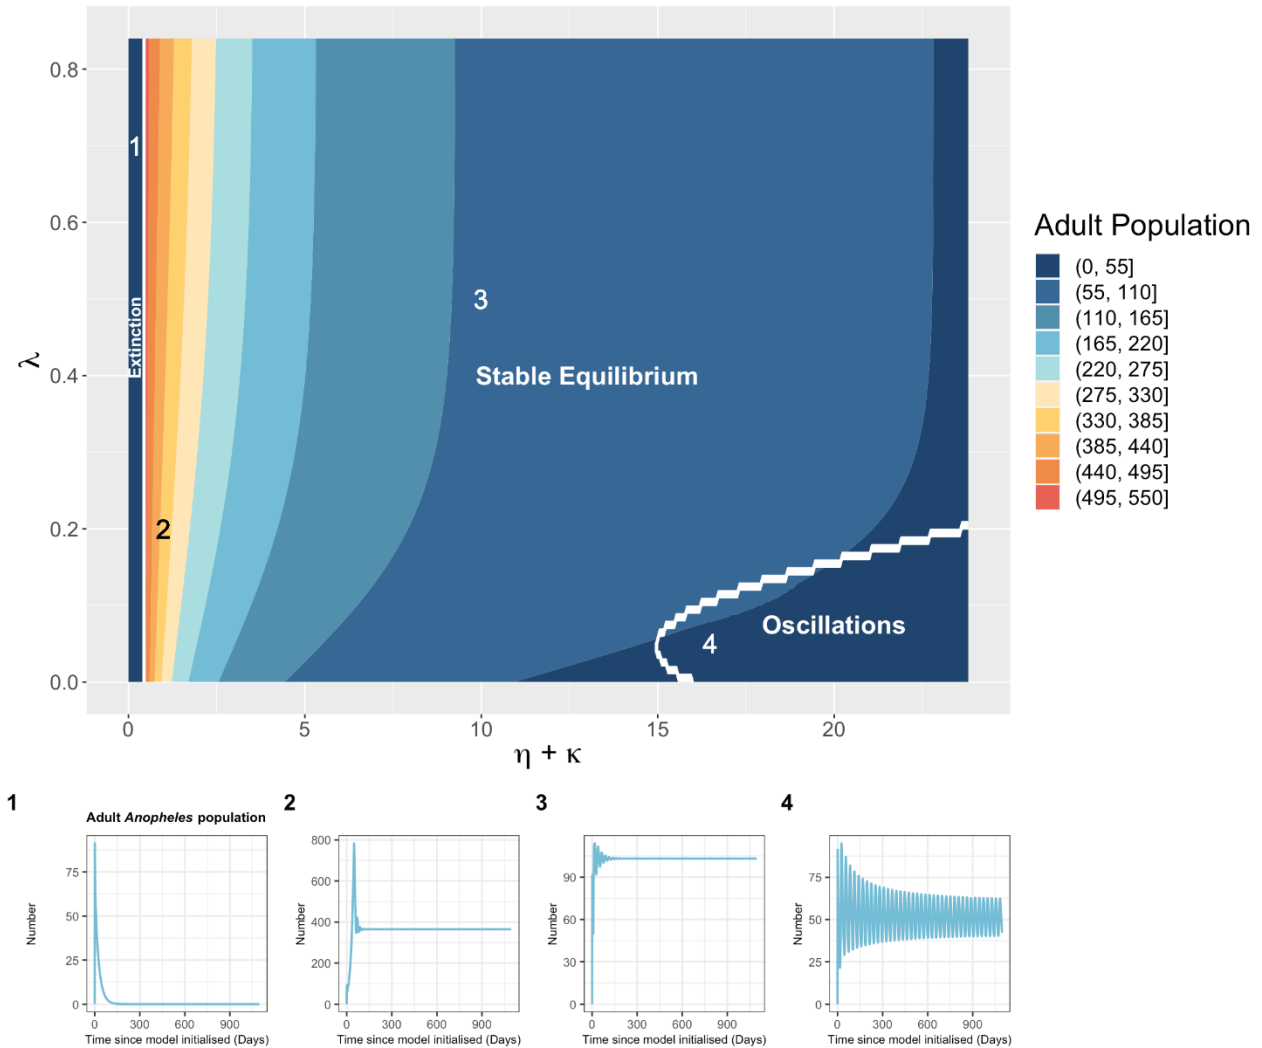 0.8
0.6
0.4
0.2
0.0
λ
1
Extinction
2
3
Stable Equilibrium
4
Oscillations
0 5 10 15 20
η + κ
Adult Population
(0, 55]
(55, 110]
(110, 165]
(165, 220]
(220, 275]
(275, 330]
(330, 385]
(385, 440]
(440, 495]
(495, 550]
1
Adult Anopheles population
75
50
25
0
Number
0 300 600 900
Time since model initialised (Days)
2
800
600
400
200
0
Number
0 300 600 900
Time since model initialised (Days)
3
90
60
30
0
Number
0 300 600 900
Time since model initialised (Days)
4
75
50
25
0
Number
0 300 600 900
Time since model initialised (Days)